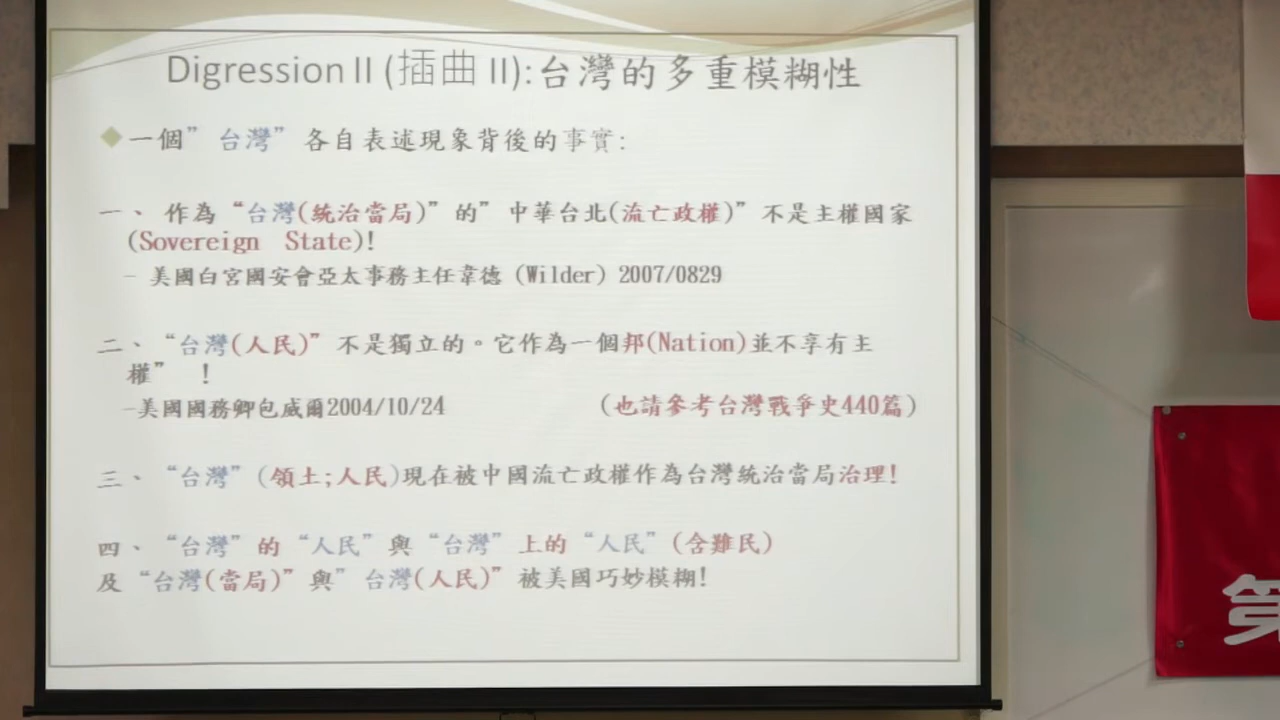 Digression II (插曲 II):台灣的多重模糊性
一個”台灣”各自表述現象背後的事實:
一、 作為“台灣(統治當局)”的”中華台北(流亡政權)”不是主權國家
(Sovereign State)!
– 美國白宮國安會亞太事務主任韋德 (Wilder) 2007/0829
二、“台灣(人民)”不是獨立的。它作為一個邦(Nation)並不享有主
權” !
–美國國務卿包威爾2004/10/24 (也請參考台灣戰爭史440篇)
三、“台灣”(領土;人民)現在被中國流亡政權作為台灣統治當局治理!
四、“台灣”的“人民”與“台灣”上的“人民”(含難民)
及“台灣(當局)”與”台灣(人民)”被美國巧妙模糊!
第